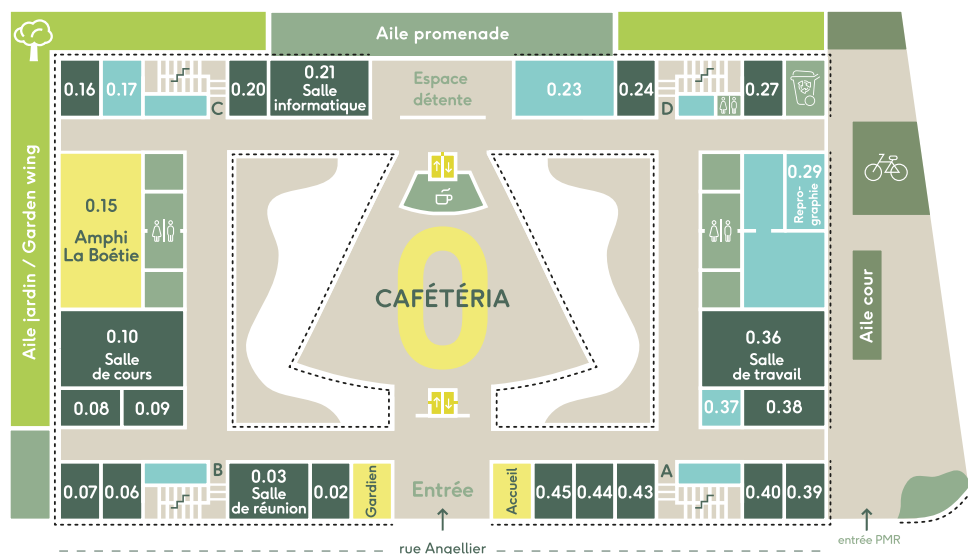 Aile promenade
Aile jardin / Garden wing
0.16
0.17
C
0.20
0.21
Salle
informatique
Espace
détente
0.23
0.24
D
0.27
0.15
Amphi
La Boétie
0.29
Repro-
graphie
0
CAFÉTÉRIA
Aile cour
0.10
Salle
de cours
0.36
Salle
de travail
0.08
0.09
0.37
0.38
0.07
0.06
B
0.03
Salle
de réunion
0.02
Gardien
Entrée
Accueil
0.45
0.44
0.43
A
0.40
0.39
rue Angellier
entrée PMR